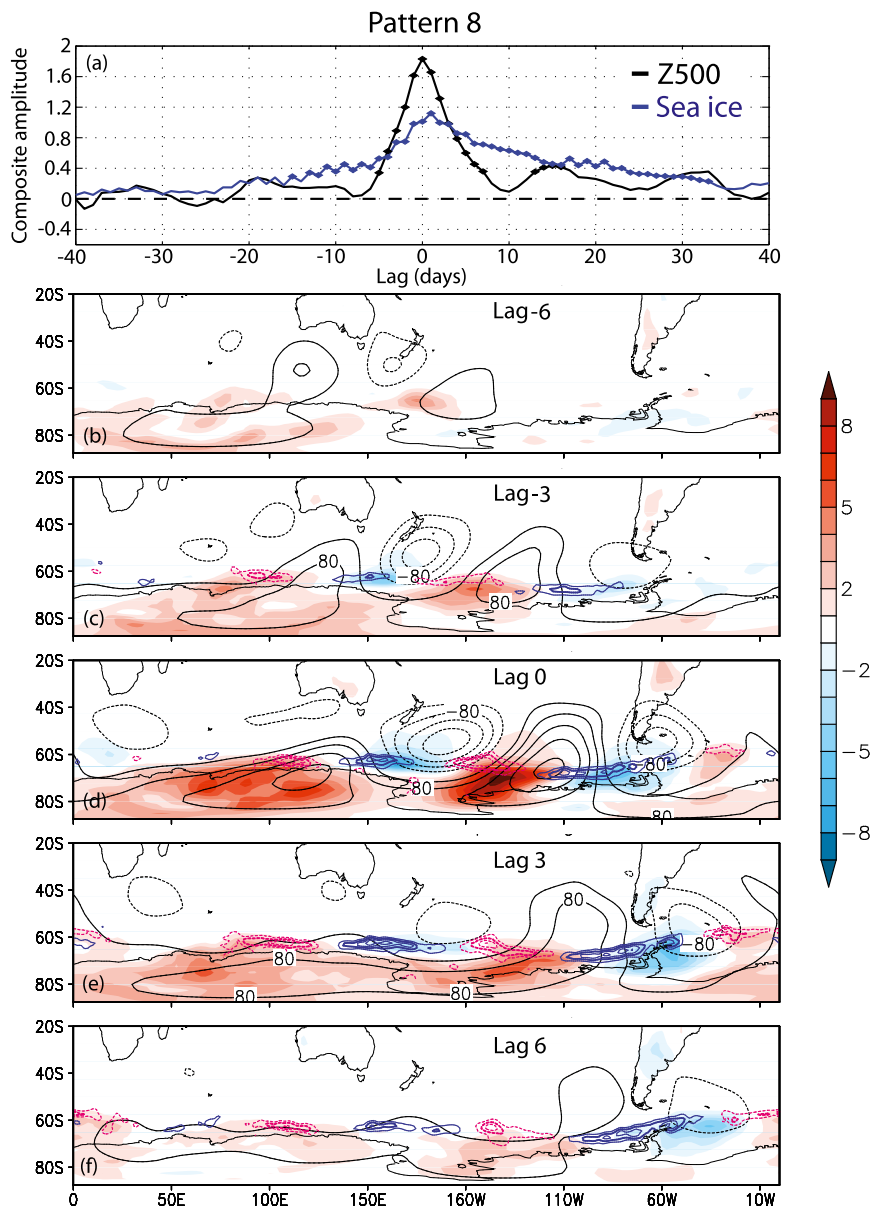 Pattern 8
(a)
Composite amplitude
2
1.6
1.2
0.8
0.4
0
-0.4
Z500
Sea ice
-40 -30 -20 -10 0 10 20 30 40
Lag (days)
20S
40S
60S
80S
Lag-6
(b)
20S
40S
60S
80S
Lag-3
80
-80
80
(c)
20S
40S
60S
80S
Lag 0
-80
80
80
80
80
(d)
20S
40S
60S
80S
Lag 3
80
-80
80
80
80
(e)
20S
40S
60S
80S
Lag 6
(f)
0 50E 100E 150E 160W 110W 60W 10W
8
5
2
-2
-5
-8